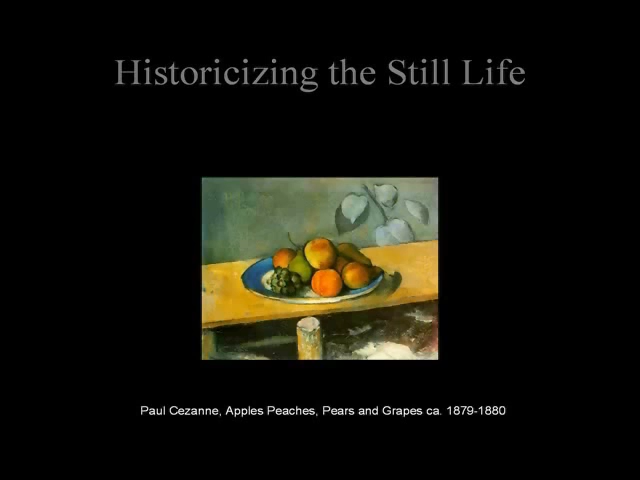 Historicizing the Still Life
Paul Cezanne, Apples Peaches, Pears and Grapes ca. 1879-1880